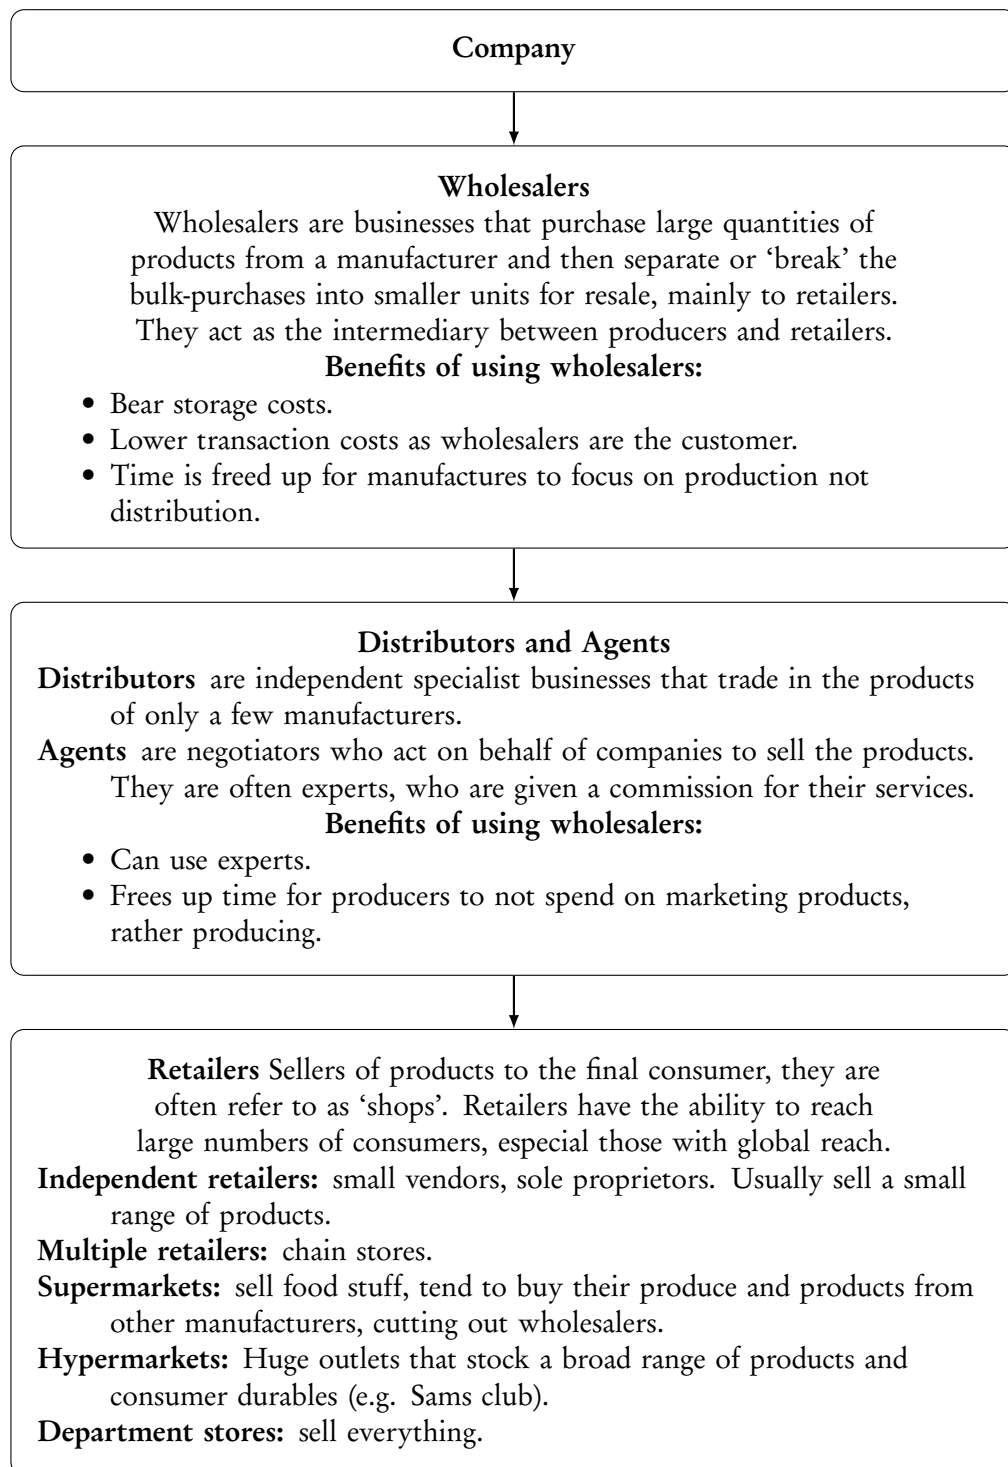 Company
Wholesalers
Wholesalers are businesses that purchase large quantities of
products from a manufacturer and then separate or ‘break’ the
bulk-purchases into smaller units for resale, mainly to retailers.
They act as the intermediary between producers and retailers.
Benefits of using wholesalers:
• Bear storage costs.
• Lower transaction costs as wholesalers are the customer.
• Time is freed up for manufactures to focus on production not
distribution.
Distributors and Agents
Distributors are independent specialist businesses that trade in the products
of only a few manufacturers.
Agents are negotiators who act on behalf of companies to sell the products.
They are often experts, who are given a commission for their services.
Benefits of using wholesalers:
• Can use experts.
• Frees up time for producers to not spend on marketing products,
rather producing.
Retailers Sellers of products to the final consumer, they are
often refer to as ‘shops’. Retailers have the ability to reach
large numbers of consumers, especial those with global reach.
Independent retailers: small vendors, sole proprietors. Usually sell a small
range of products.
Multiple retailers: chain stores.
Supermarkets: sell food stuff, tend to buy their produce and products from
other manufacturers, cutting out wholesalers.
Hypermarkets: Huge outlets that stock a broad range of products and
consumer durables (e.g. Sams club).
Department stores: sell everything.